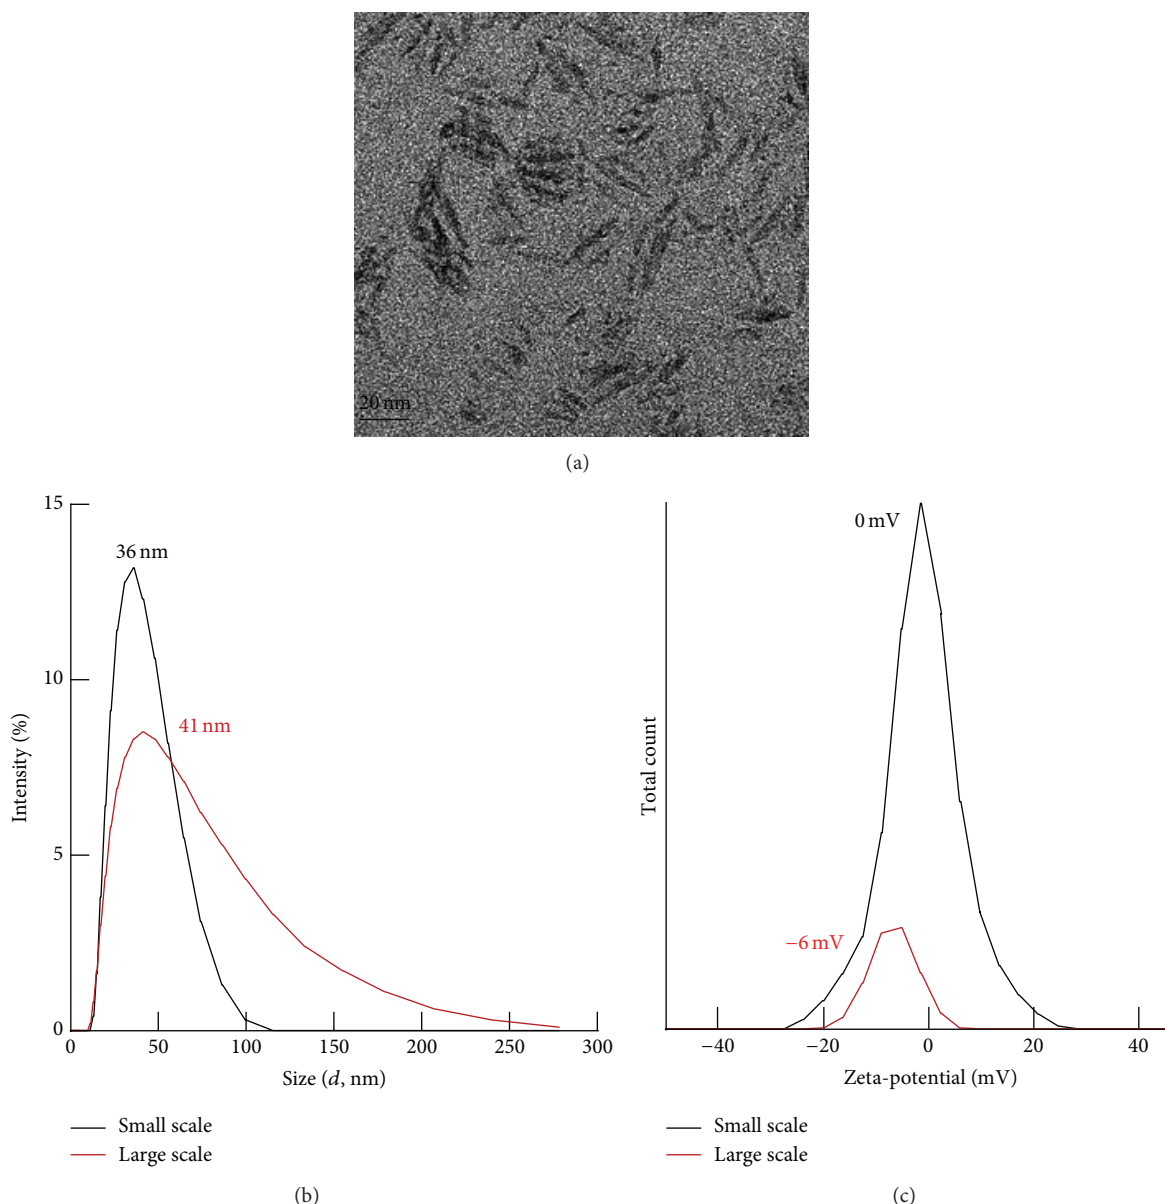 20 nm
(a)
15
10
5
0
Intensity (%)
36 nm
41 nm
0
50
100
150
200
250
300
Size (d, nm)
Small scale
Large scale
(b)
Total count
0 mV
−6 mV
−40
−20
0
20
40
Zeta-potential (mV)
Small scale
Large scale
(c)